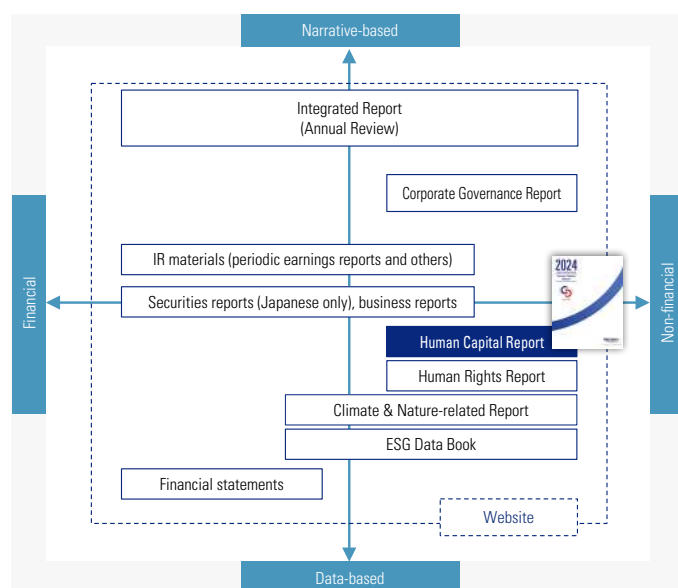 Narrative-based
Integrated Report
(Annual Review)
Corporate Governance Report
IR materials (periodic earnings reports and others)
2024
Financial
Securities reports (Japanese only), business reports
Non-financial
Human Capital Report
Human Rights Report
Climate & Nature-related Report
ESG Data Book
Financial statements
Website
Data-based